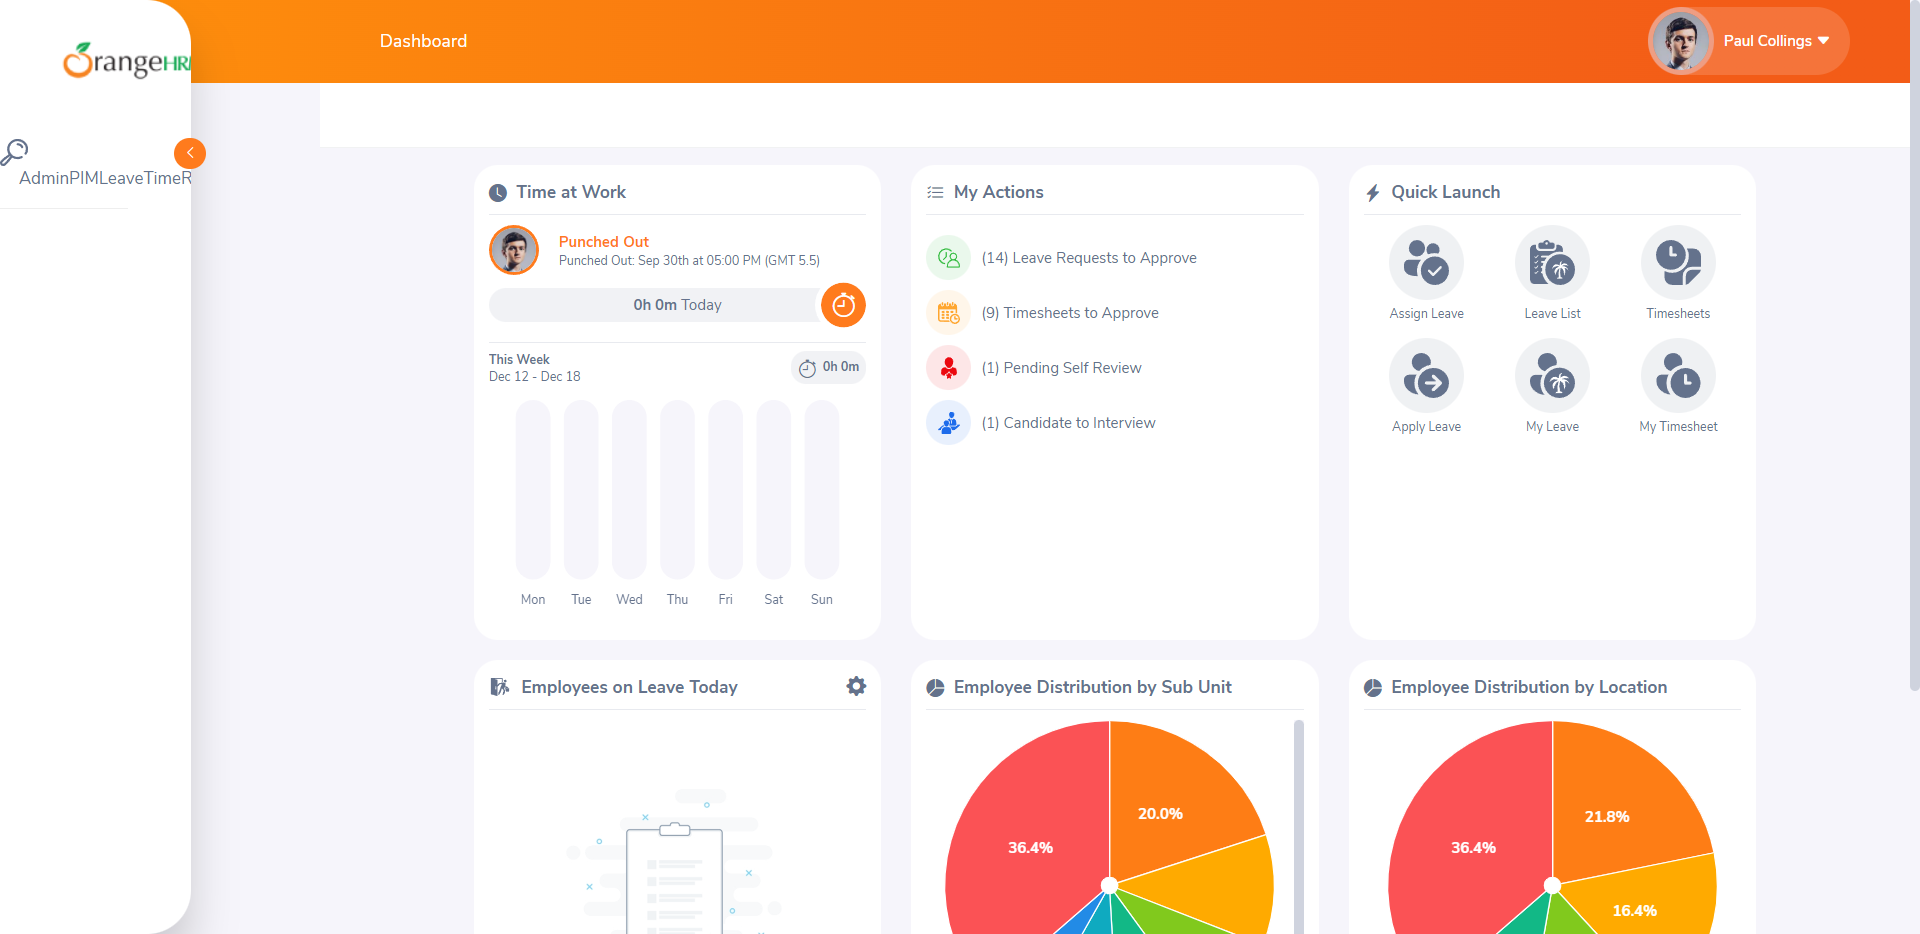 OrangeHR
Dashboard
Paul Collings
AdminPIMLeaveTimeR
Time at Work
Punched Out
Punched Out: Sep 30th at 05:00 PM (GMT 5.5)
0h 0m Today
This Week
Dec 12 - Dec 18
0h 0m
Mon Tue Wed Thu Fri Sat Sun
My Actions
(14) Leave Requests to Approve
(9) Timesheets to Approve
(1) Pending Self Review
(1) Candidate to Interview
Quick Launch
Assign Leave Leave List Timesheets
Apply Leave My Leave My Timesheet
Employees on Leave Today
Employee Distribution by Sub Unit
20.0%
36.4%
Employee Distribution by Location
21.8%
36.4%
16.4%